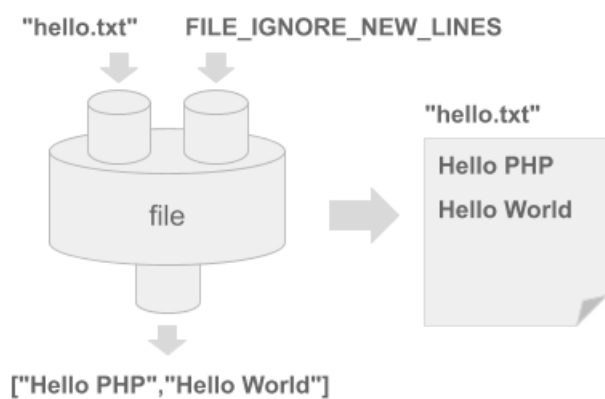 "hello.txt" FILE_IGNORE_NEW_LINES
"hello.txt"
Hello PHP
Hello World
file
["Hello PHP","Hello World"]